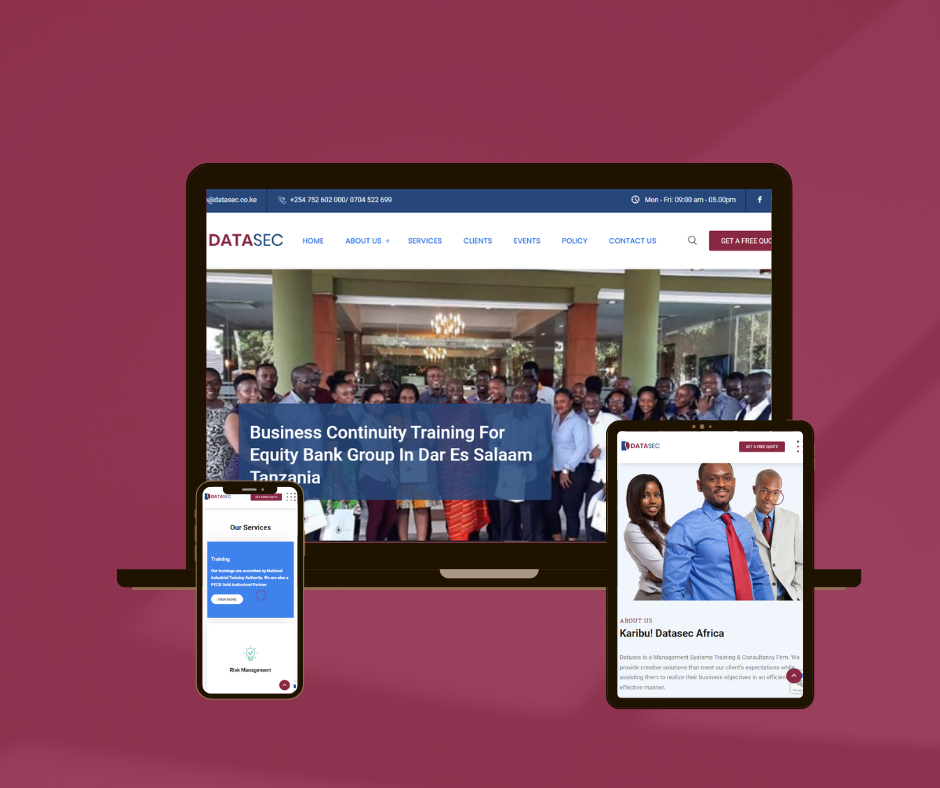 @datasec.co.ke
+254 752 602 000/ 0704 522 699
Mon - Fri: 09:00 am - 05.00pm
DATASEC
HOME
ABOUT US +
SERVICES
CLIENTS
EVENTS
POLICY
CONTACT US
GET A FREE QUO
Business Continuity Training For
Equity Bank Group In Dar Es Salaam
Tanzania
DATASEC
GET A FREE QUOTE
Our Services
Training
Our trainings are accredited by National
Industrial Training Authority. We are also a
PECB Gold Authorised Partner.
VIEW MORE
Risk Management
DATASEC
GET A FREE QUOTE
ABOUT US
Karibu! Datasec Africa
Datasec is a Management Systems Training & Consultancy Firm. We
provide creative solutions that meet our client's expectations while
assisting them to realize their business objectives in an efficient
effective manner.